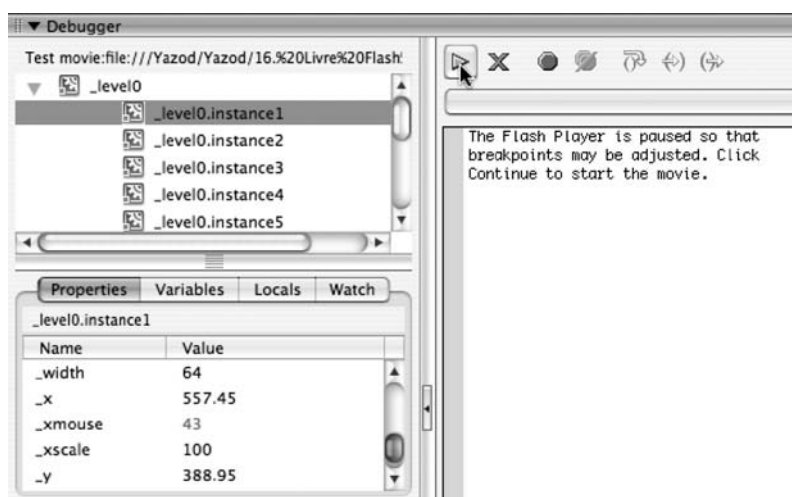 Debugger
Test movie:file:///Yazod/Yazod/16.%20Livre%20Flash!
_level0
_level0.instance1
_level0.instance2
_level0.instance3
_level0.instance4
_level0.instance5
Properties Variables Locals Watch
_level0.instance1
Name Value
_width 64
_x 557.45
_xmouse 43
_xscale 100
_y 388.95
The Flash Player is paused so that
breakpoints may be adjusted. Click
Continue to start the movie.